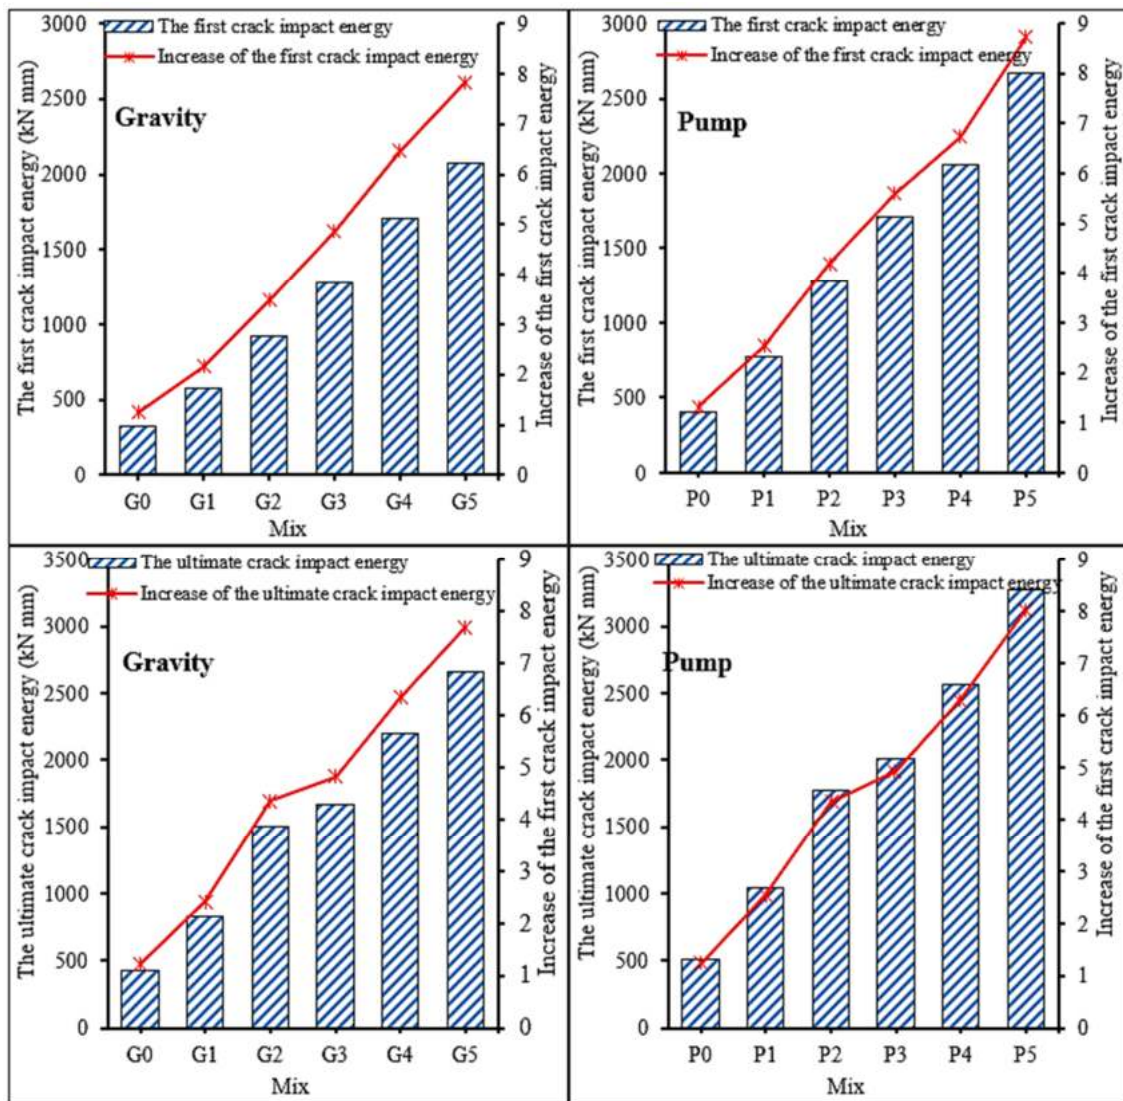 The first crack impact energy
Increase of the first crack impact energy
Gravity
The first crack impact energy (kN mm)
3000
2500
2000
1500
1000
500
0
9
8
7
6
5
4
3
2
1
0
Increase of the first crack impact energy
G0 G1 G2 G3 G4 G5
Mix
The first crack impact energy
Increase of the first crack impact energy
Pump
The first crack impact energy (kN mm)
3000
2500
2000
1500
1000
500
0
9
8
7
6
5
4
3
2
1
0
Increase of the first crack impact energy
P0 P1 P2 P3 P4 P5
Mix
The ultimate crack impact energy
Increase of the ultimate crack impact energy
Gravity
The ultimate crack impact energy (kN mm)
3500
3000
2500
2000
1500
1000
500
0
9
8
7
6
5
4
3
2
1
0
Increase of the first crack impact energy
G0 G1 G2 G3 G4 G5
Mix
The ultimate crack impact energy
Increase of the ultimate crack impact energy
Pump
The ultimate crack impact energy (kN mm)
3500
3000
2500
2000
1500
1000
500
0
9
8
7
6
5
4
3
2
1
0
Increase of the first crack impact energy
P0 P1 P2 P3 P4 P5
Mix